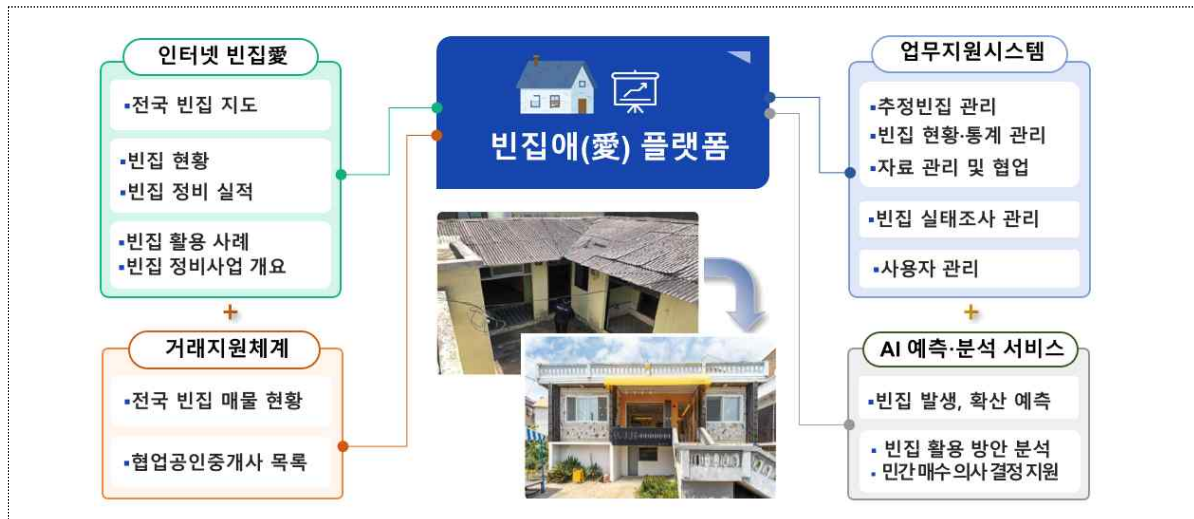 인터넷 빈집愛
▪전국 빈집 지도
▪빈집 현황
▪빈집 정비 실적
▪빈집 활용 사례
▪빈집 정비사업 개요
+
거래지원체계
▪전국 빈집 매물 현황
▪협업공인중개사 목록
빈집애(愛) 플랫폼
업무지원시스템
▪추정빈집 관리
▪빈집 현황·통계 관리
▪자료 관리 및 협업
▪빈집 실태조사 관리
▪사용자 관리
+
AI 예측·분석 서비스
▪빈집 발생, 확산 예측
▪ 빈집 활용 방안 분석
▪ 민간 매수 의사 결정 지원